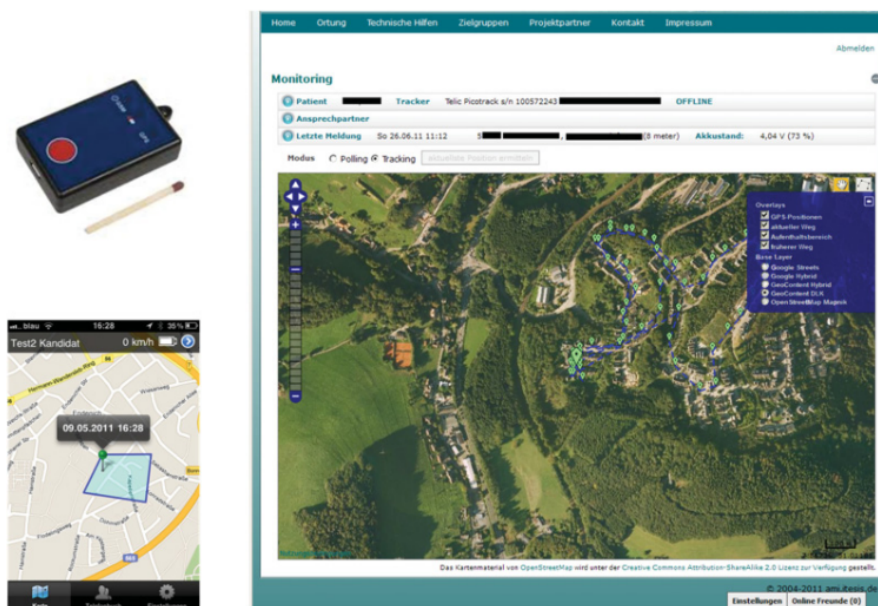 GPS
blau
16:28
35%
Test2 Kandidat
0 km/h
09.05.2011 16:28
Home Ortung Technische Hilfen Zielgruppen Projektpartner Kontakt Impressum
Abmelden
Monitoring
Patient Tracker Telic Picotrack s/n 100572243 OFFLINE
Ansprechpartner
Letzte Meldung So 26.06.11 11:12 (8 meter) Akkustand: 4,04 V (73 %)
Modus Polling Tracking aktuellste Position ermitteln
Overlays
GPS-Positionen
aktueller Weg
Aufenthaltsbereich
früherer Weg
Base Layer
Google Streets
Google Hybrid
GeoContent Hybrid
GeoContent DLK
OpenStreetMap Mapnik
Das Kartenmaterial von OpenStreetMap wird unter der Creative Commons Attribution-ShareAlike 2.0 Lizenz zur Verfügung gestellt.
© 2004-2011 ami.itesis.de
Einstellungen Online Freunde (0)